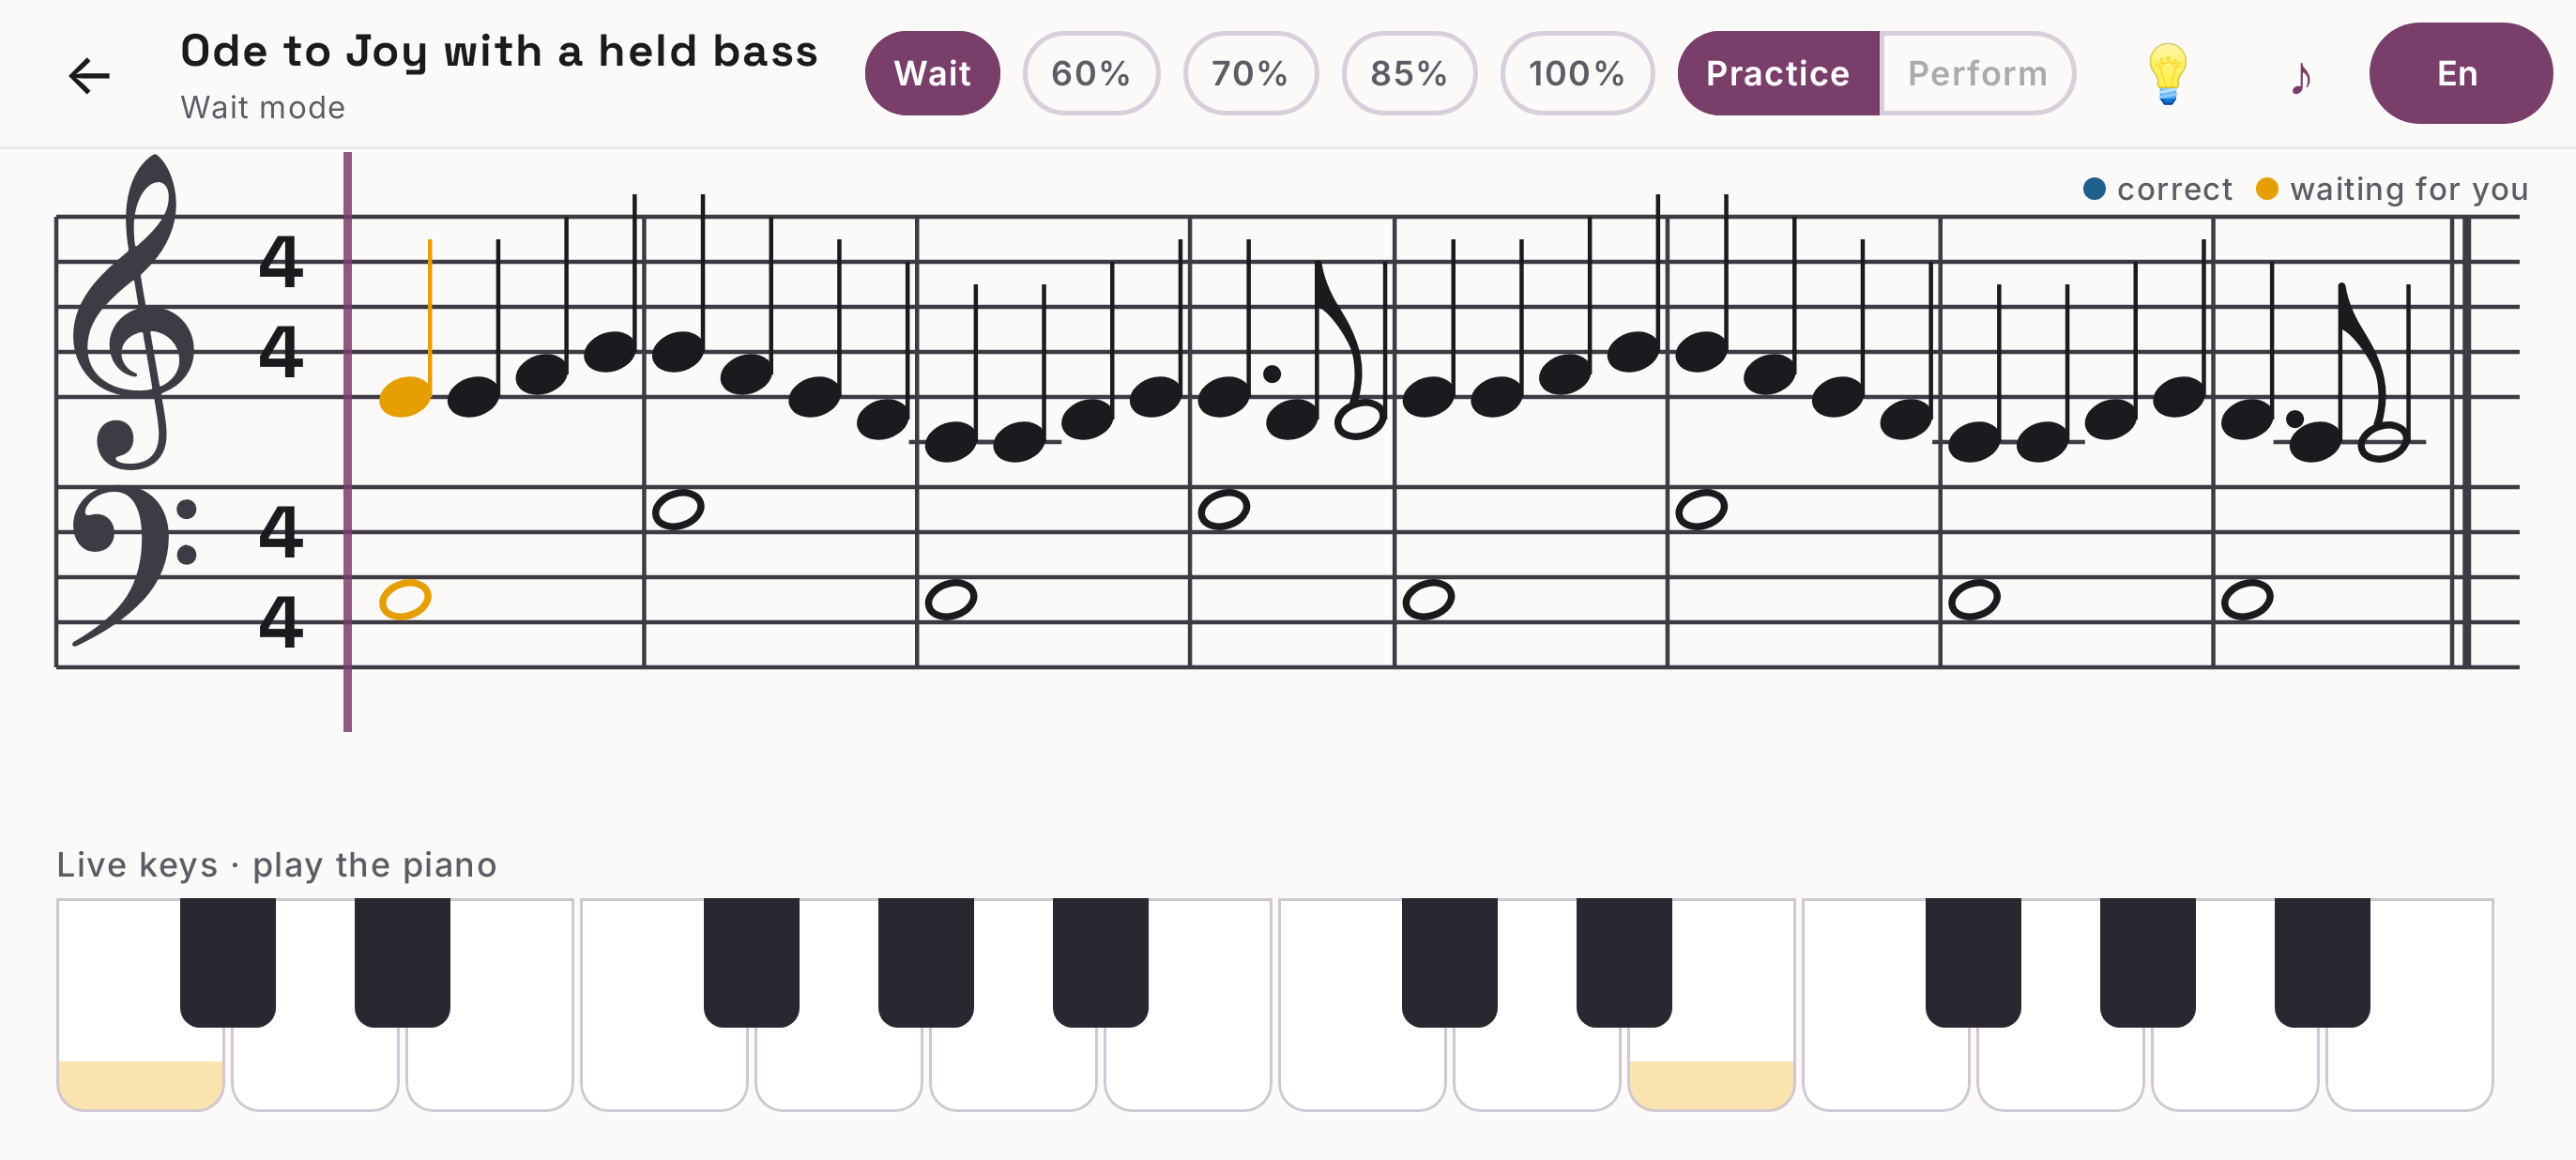 Ode to Joy with a held bass
Wait mode
Wait 60% 70% 85% 100% Practice Perform En
correct waiting for you
4
4
4
4
Live keys · play the piano